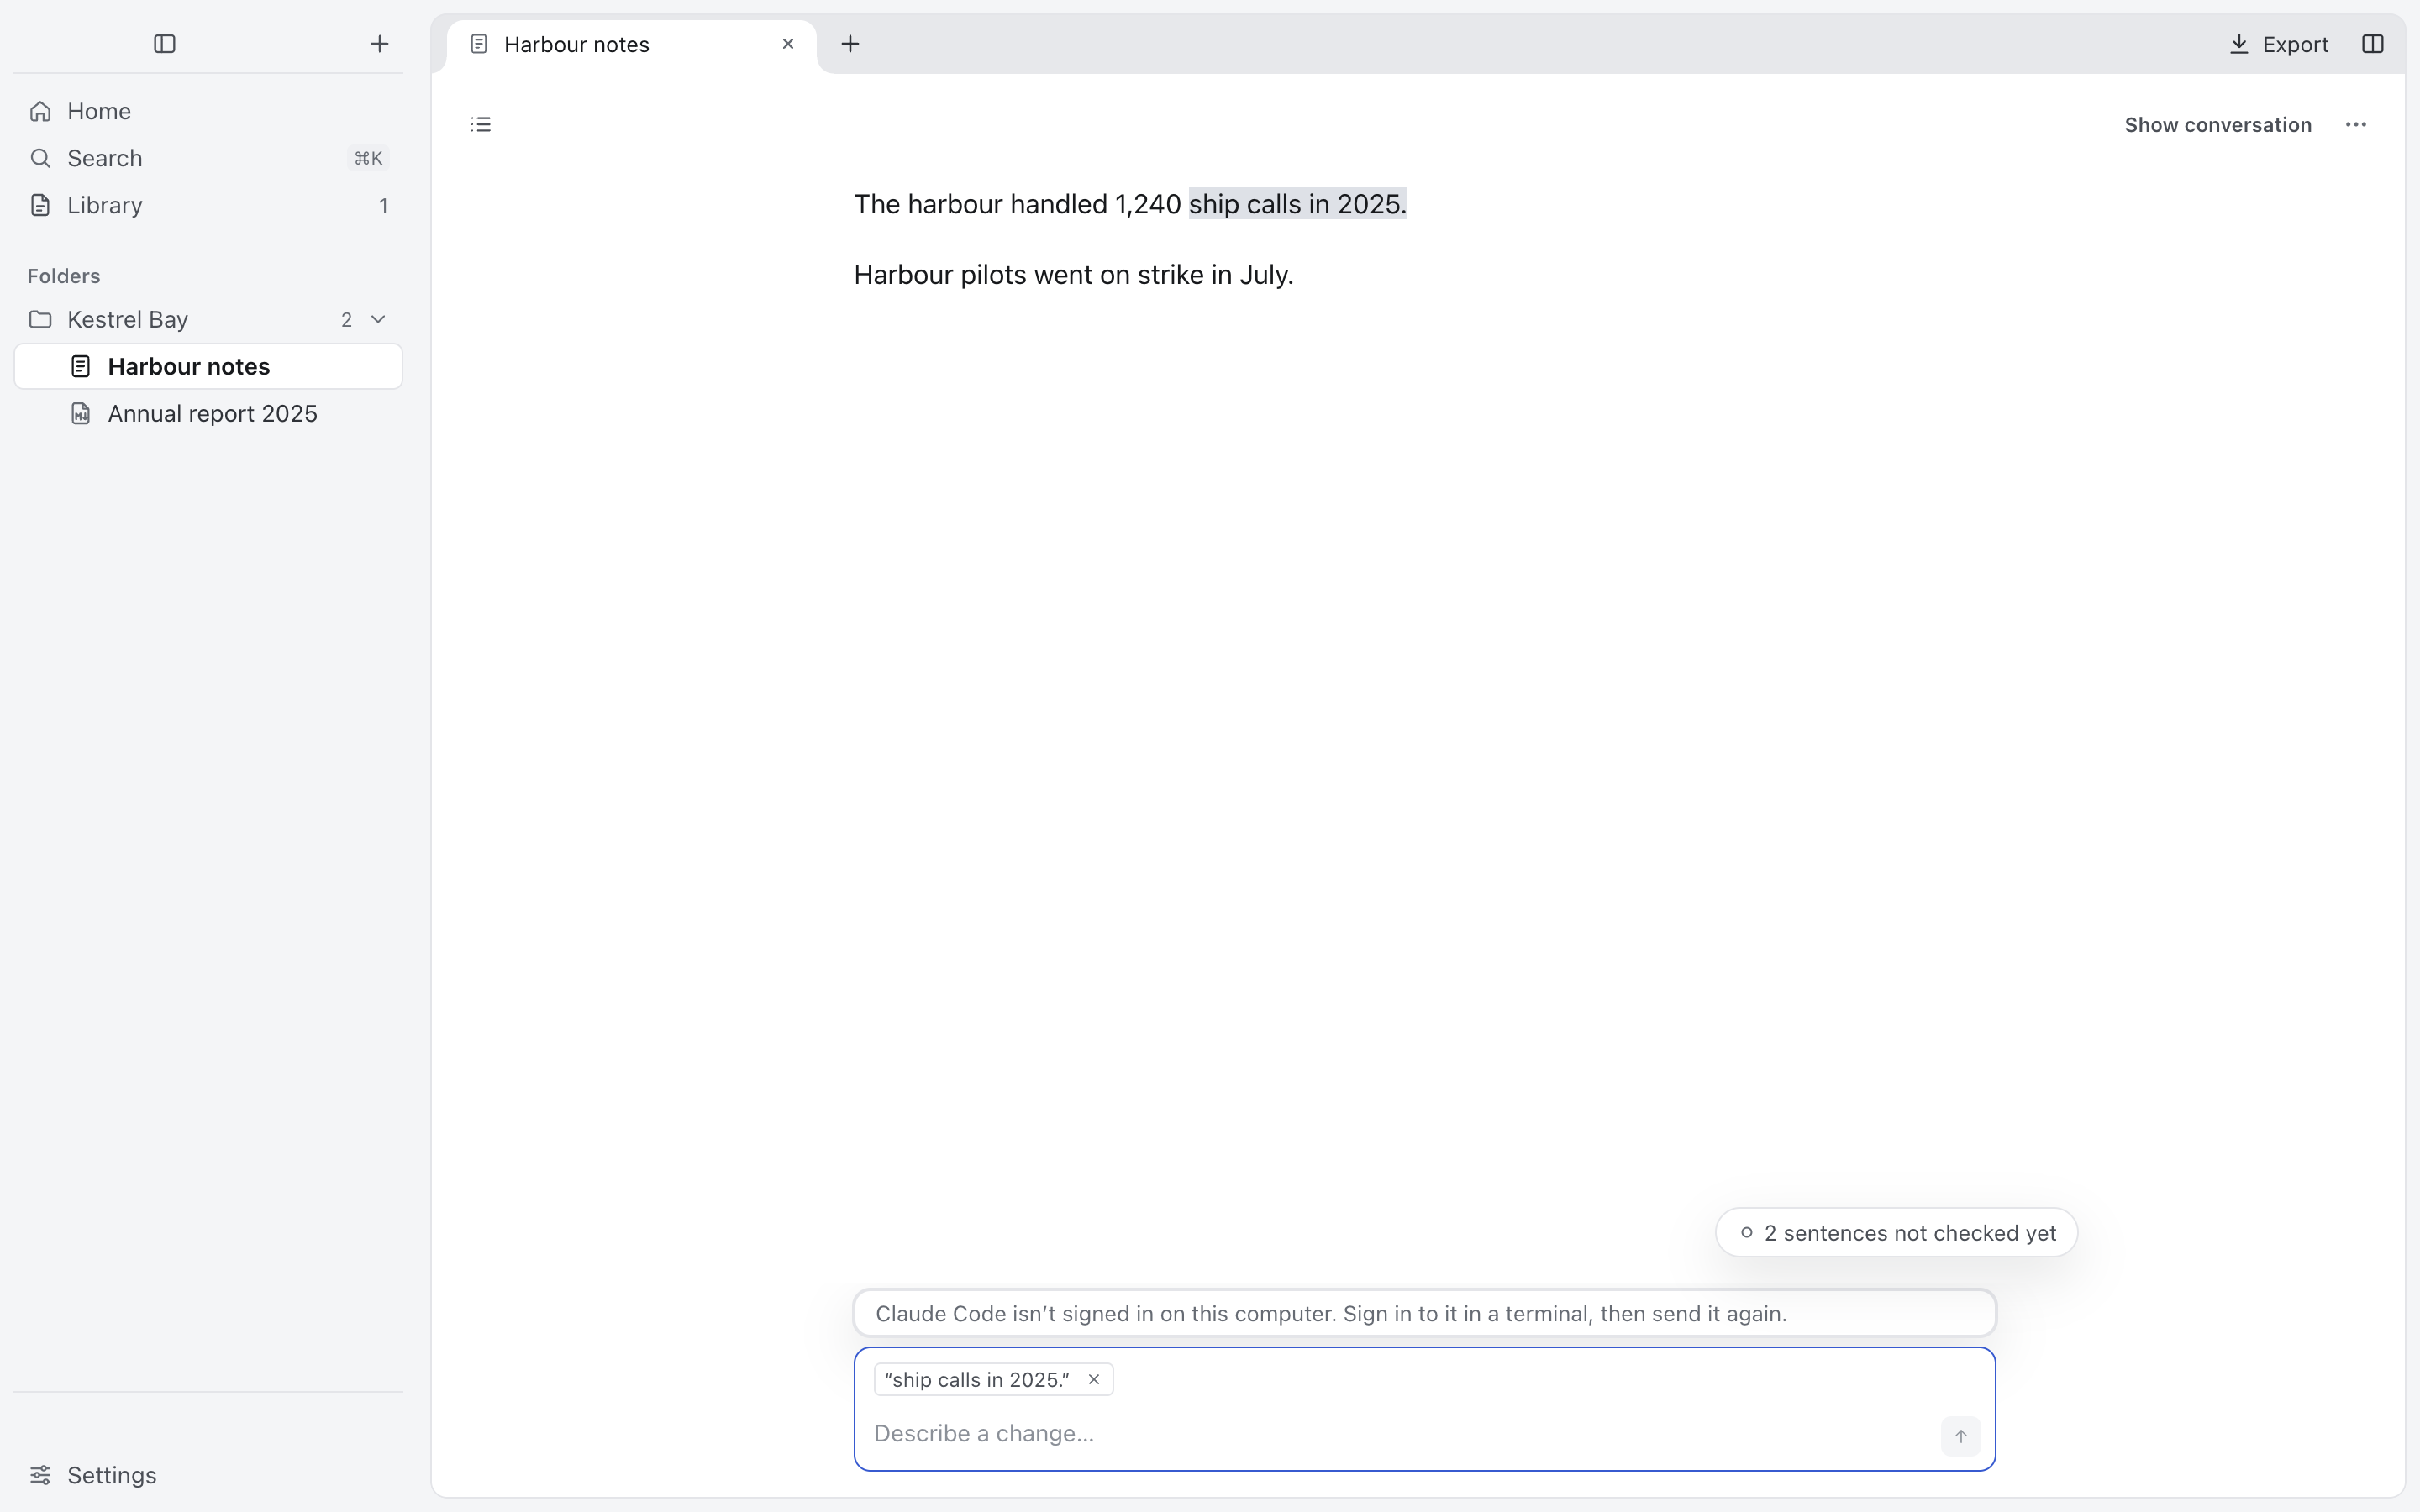 Harbour notes
Export
Home
Search ⌘K
Library 1
Folders
Kestrel Bay 2
Harbour notes
Annual report 2025
Settings
Show conversation
The harbour handled 1,240 ship calls in 2025.
Harbour pilots went on strike in July.
2 sentences not checked yet
Claude Code isn’t signed in on this computer. Sign in to it in a terminal, then send it again.
“ship calls in 2025.”
Describe a change...